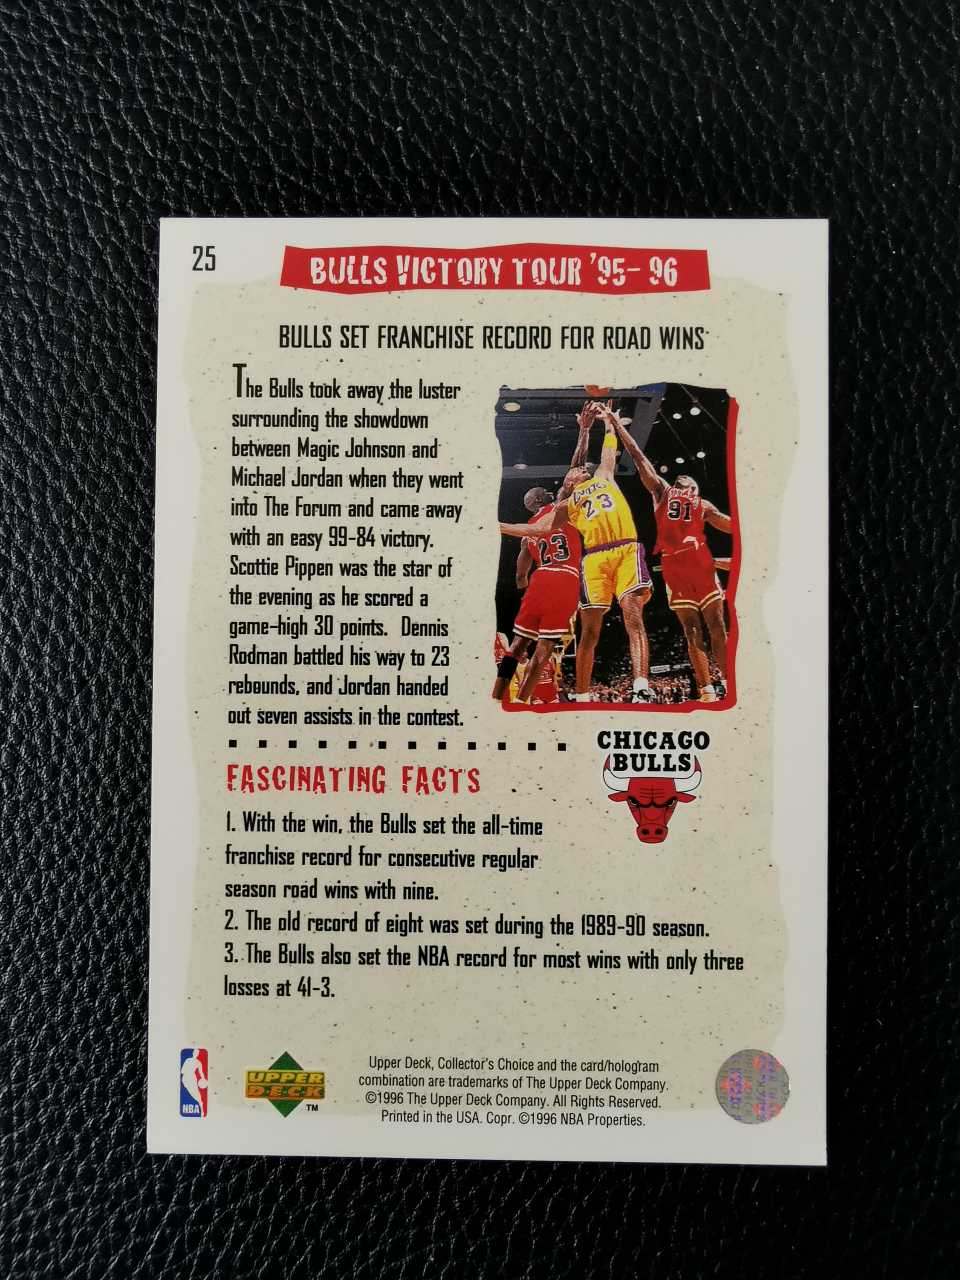 25
BULLS VICTORY TOUR '95-96
BULLS SET FRANCHISE RECORD FOR ROAD WINS
The Bulls took away the luster
surrounding the showdown
between Magic Johnson and
Michael Jordan when they went
into The Forum and came away
with an easy 99-84 victory.
Scottie Pippen was the star of
the evening as he scored a
game-high 30 points. Dennis
Rodman battled his way to 23
rebounds, and Jordan handed
out seven assists in the contest.
23
23
91
CHICAGO
BULLS
FASCINATING FACTS
1. With the win, the Bulls set the all-time
franchise record for consecutive regular
season road wins with nine.
2. The old record of eight was set during the 1989-90 season.
3. The Bulls also set the NBA record for most wins with only three
losses at 41-3.
NBA
UPPER
DECK
TM
Upper Deck, Collector's Choice and the card/hologram
combination are trademarks of The Upper Deck Company.
©1996 The Upper Deck Company. All Rights Reserved.
Printed in the USA. Copr. ©1996 NBA Properties.